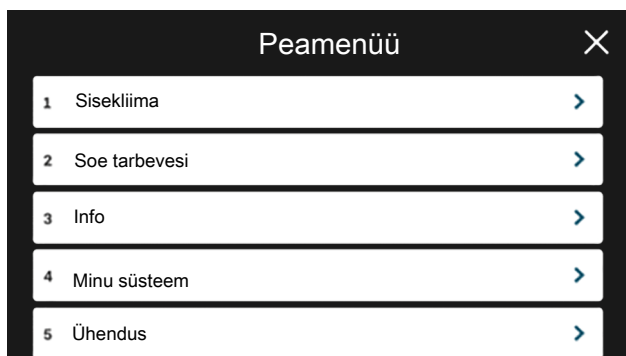 Peamenüü
1 Sisekliima
2 Soe tarbevesi
3 Info
4 Minu süsteem
5 Ühendus